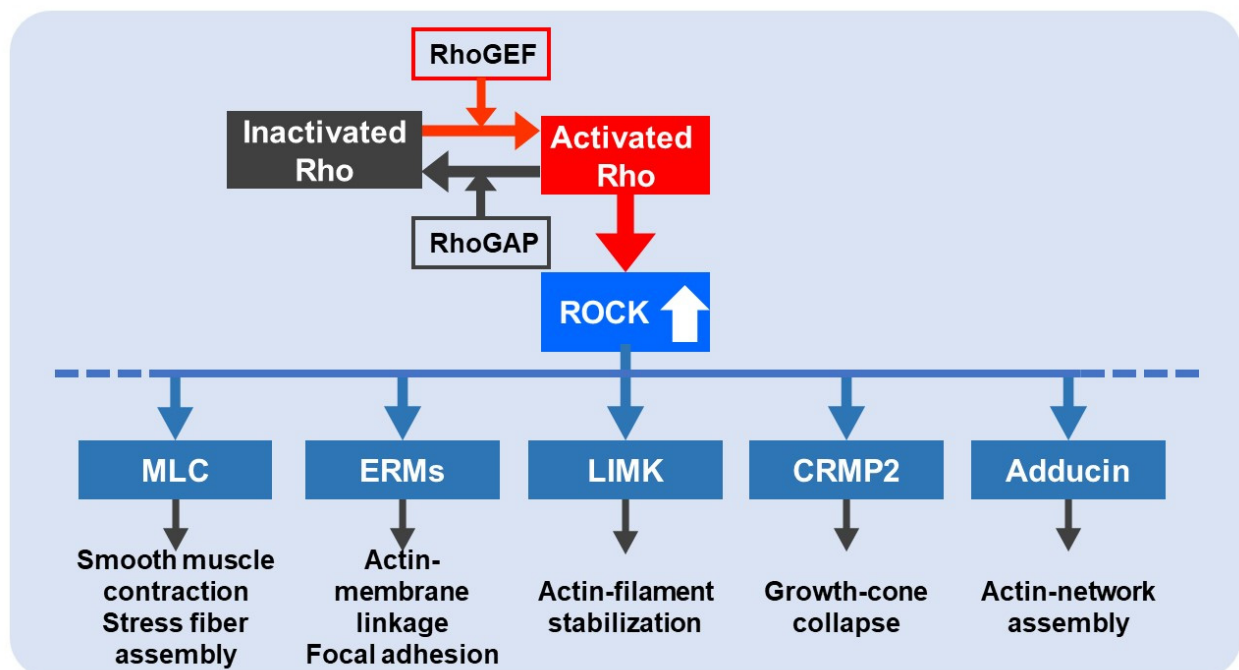 RhoGEF
Inactivated
Rho
Activated
Rho
RhoGAP
ROCK
MLC
ERMs
LIMK
CRMP2
Adducin
Smooth muscle
contraction
Stress fiber
assembly
Actin-
membrane
linkage
Focal adhesion
Actin-filament
stabilization
Growth-cone
collapse
Actin-network
assembly